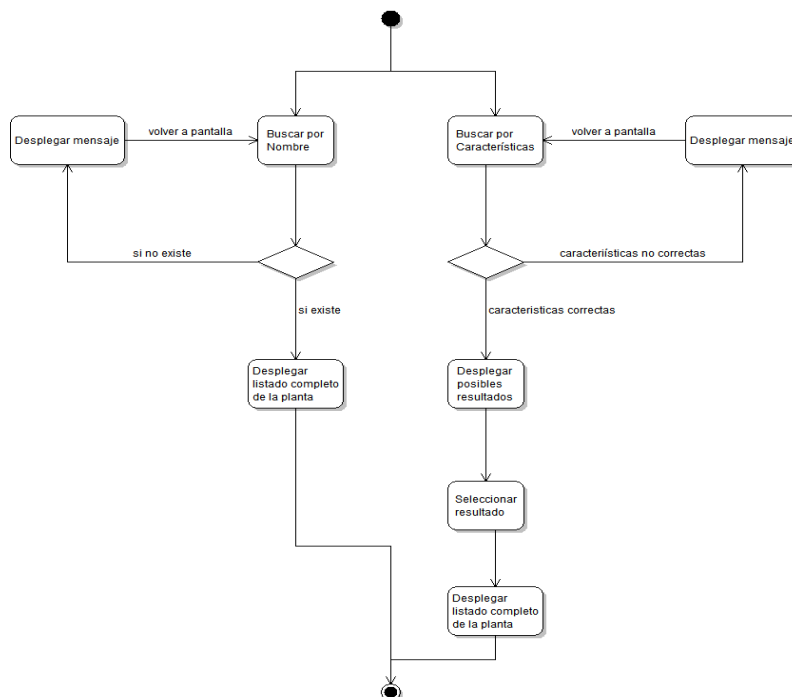 Desplegar mensaje
volver a pantalla
Buscar por
Nombre
Buscar por
Características
volver a pantalla
Desplegar mensaje
si no existe
caracteriísticas no correctas
si existe
caracteristicas correctas
Desplegar
listado completo
de la planta
Desplegar
posibles
resultados
Seleccionar
resultado
Desplegar
listado completo
de la planta